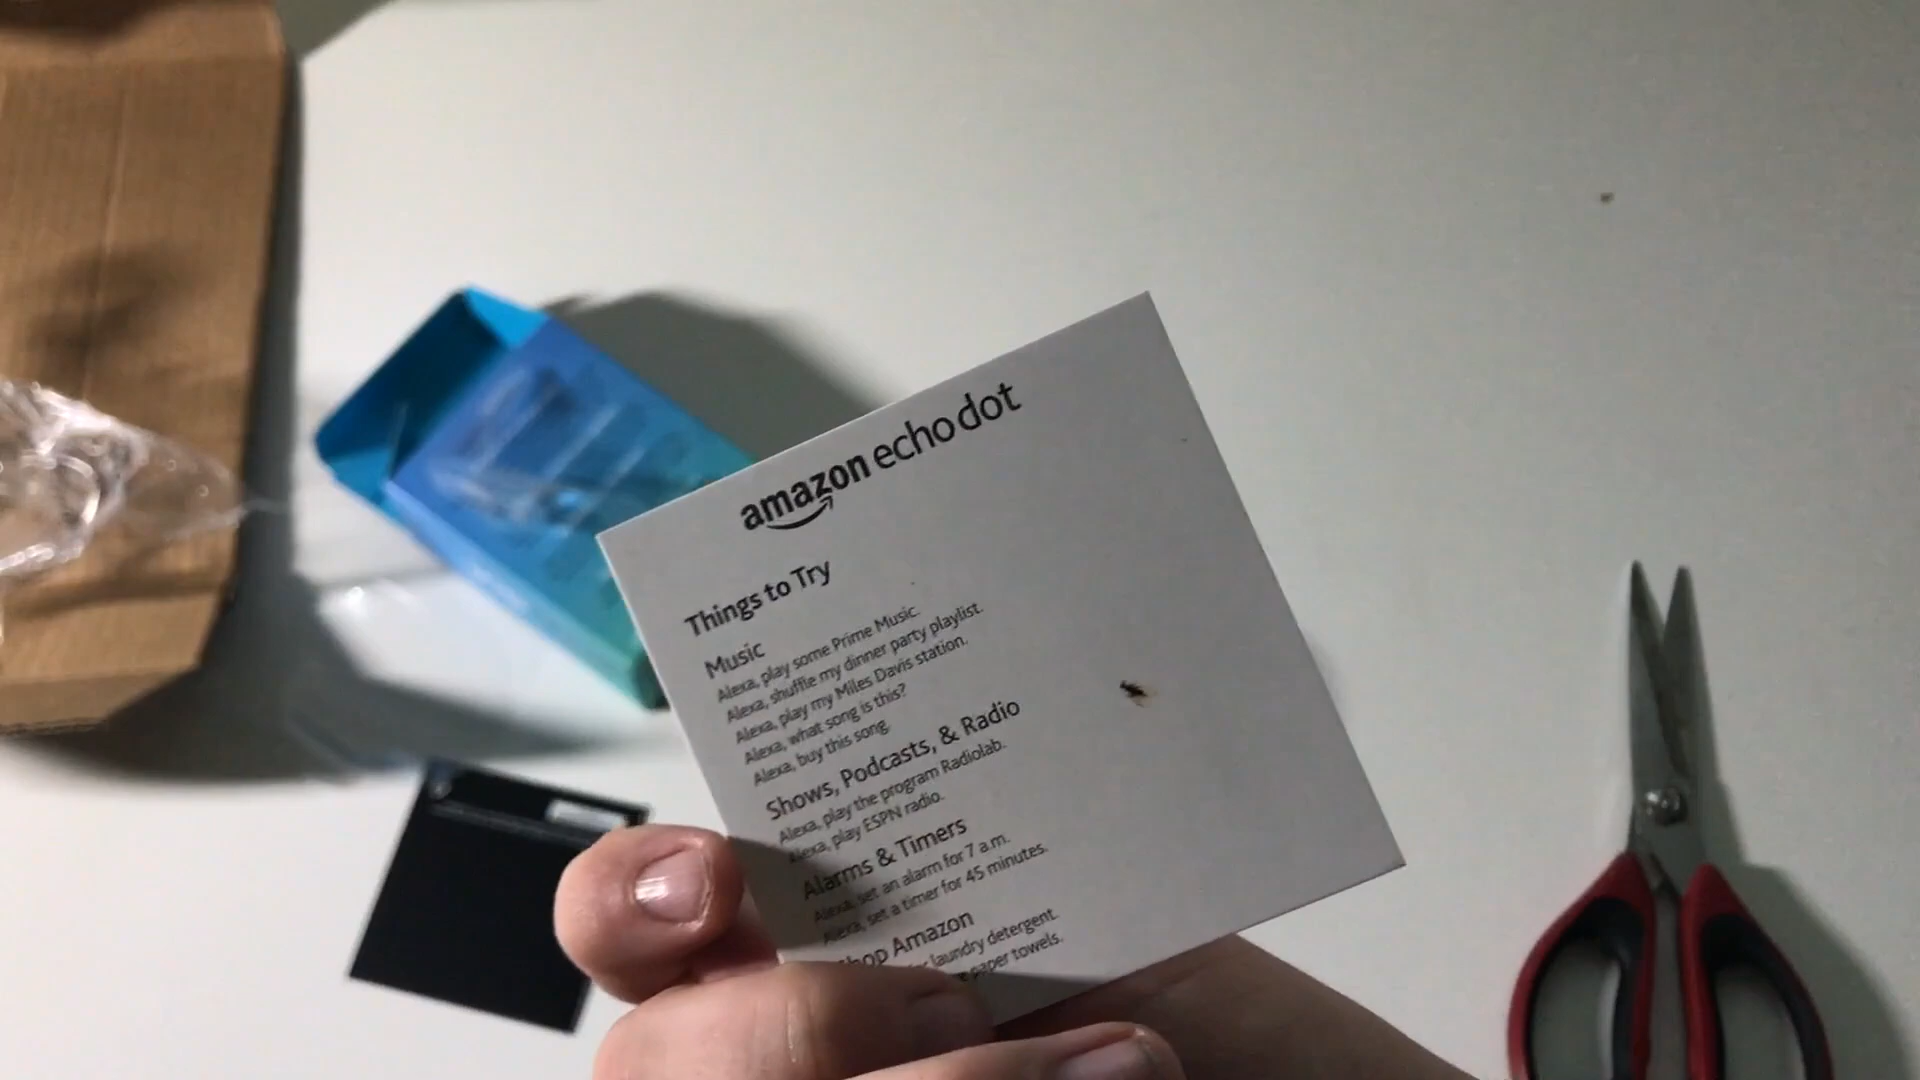 amazon echo dot
Things to Try
Music
Alexa, play some Prime Music.
Alexa, shuffle my dinner party playlist.
Alexa, play my Miles Davis station.
Alexa, what song is this?
Alexa, buy this song.
Shows, Podcasts, & Radio
Alexa, play the program Radiolab.
Alexa, play ESPN radio.
Alarms & Timers
Alexa, set an alarm for 7 a.m.
Alexa, set a timer for 45 minutes.
Shop Amazon
laundry detergent.
paper towels.